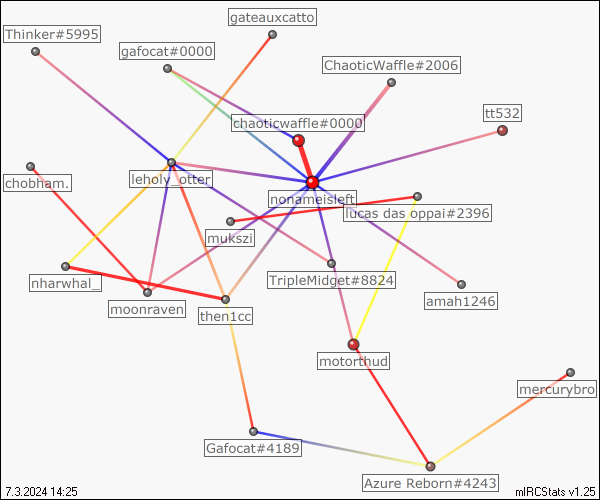 gateauxcatto
Thinker#5995
gafocat#0000
ChaoticWaffle#2006
tt532
chaoticwaffle#0000
chobham.
leholy_otter
nonameisleft
lucas das oppai#2396
mukszi
nharwhal_
TripleMidget#8824
amah1246
moonraven
then1cc
motorthud
mercurybro
Gafocat#4189
Azure Reborn#4243
7.3.2024 14:25
mIRCStats v1.25